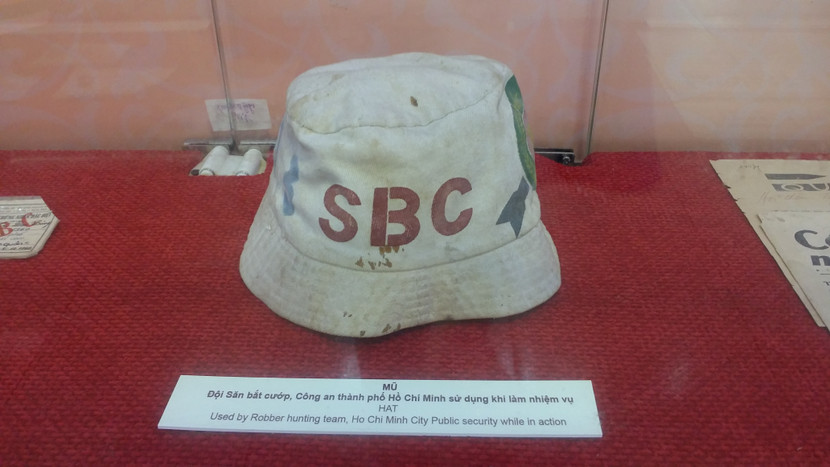 SBC
B-C
MŨ
Đội Săn bắt cướp, Công an thành phố Hồ Chí Minh sử dụng khi làm nhiệm vụ
HAT
Used by Robber hunting team, Ho Chi Minh City Public security while in action